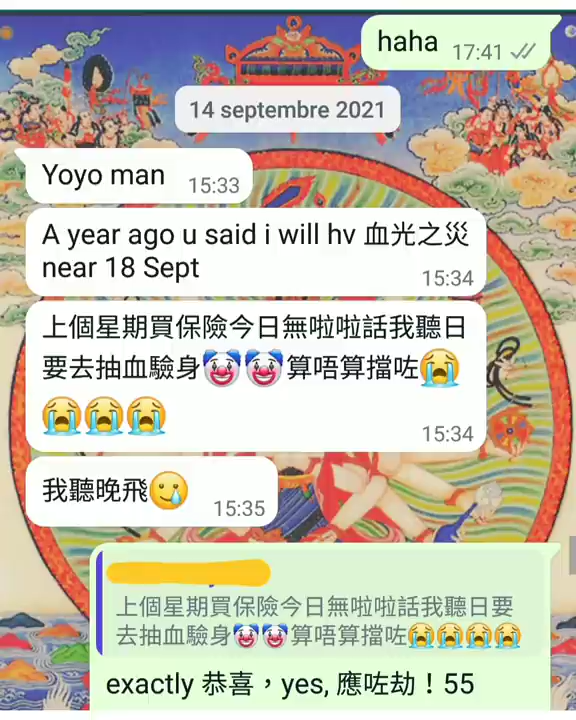 haha 17:41
14 septembre 2021
Yoyo man 15:33
A year ago u said i will hv 血光之災
near 18 Sept 15:34
上個星期買保險今日無啦啦話我聽日
要去抽血驗身🤡🤡算唔算擋咗😭
😭😭😭 15:34
我聽晚飛🥲 15:35
上個星期買保險今日無啦啦話我聽日要
去抽血驗身🤡🤡算唔算擋咗😭😭😭😭
exactly 恭喜，yes, 應咗劫！55